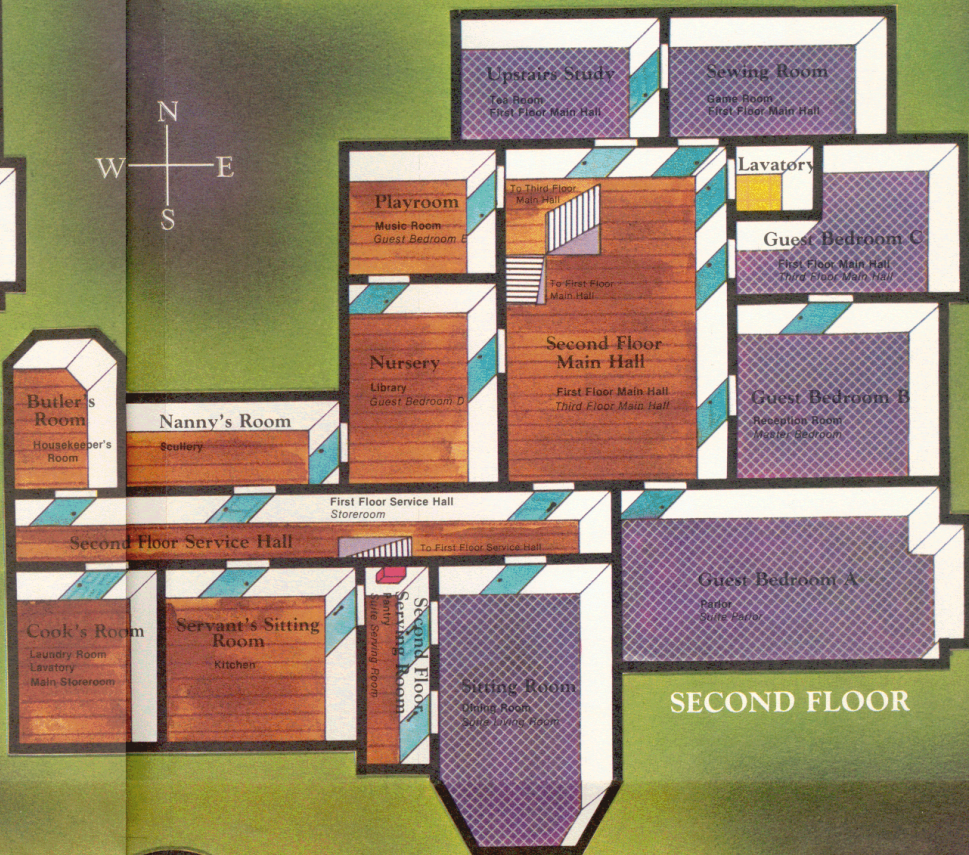 Upstairs Study
Tea Room
First Floor Main Hall
Sewing Room
Game Room
First Floor Main Hall
N
W
E
S
Playroom
Music Room
Guest Bedroom E
To Third Floor
Main Hall
To First Floor
Main Hall
Lavatory
Guest Bedroom C
First Floor Main Hall
Third Floor Main Hall
Second Floor
Main Hall
First Floor Main Hall
Third Floor Main Hall
Nursery
Library
Guest Bedroom D
Guest Bedroom B
Reception Room
Master Bedroom
Butler's
Room
Housekeeper's
Room
Nanny's Room
Scullery
First Floor Service Hall
Storeroom
Second Floor Service Hall
To First Floor Service Hall
Guest Bedroom A
Parlor
Suite Parlor
Cook's Room
Laundry Room
Lavatory
Main Storeroom
Servant's Sitting
Room
Kitchen
Second Floor
Serving Room
Pantry
Suite Serving Room
Sitting Room
Dining Room
Suite Living Room
SECOND FLOOR